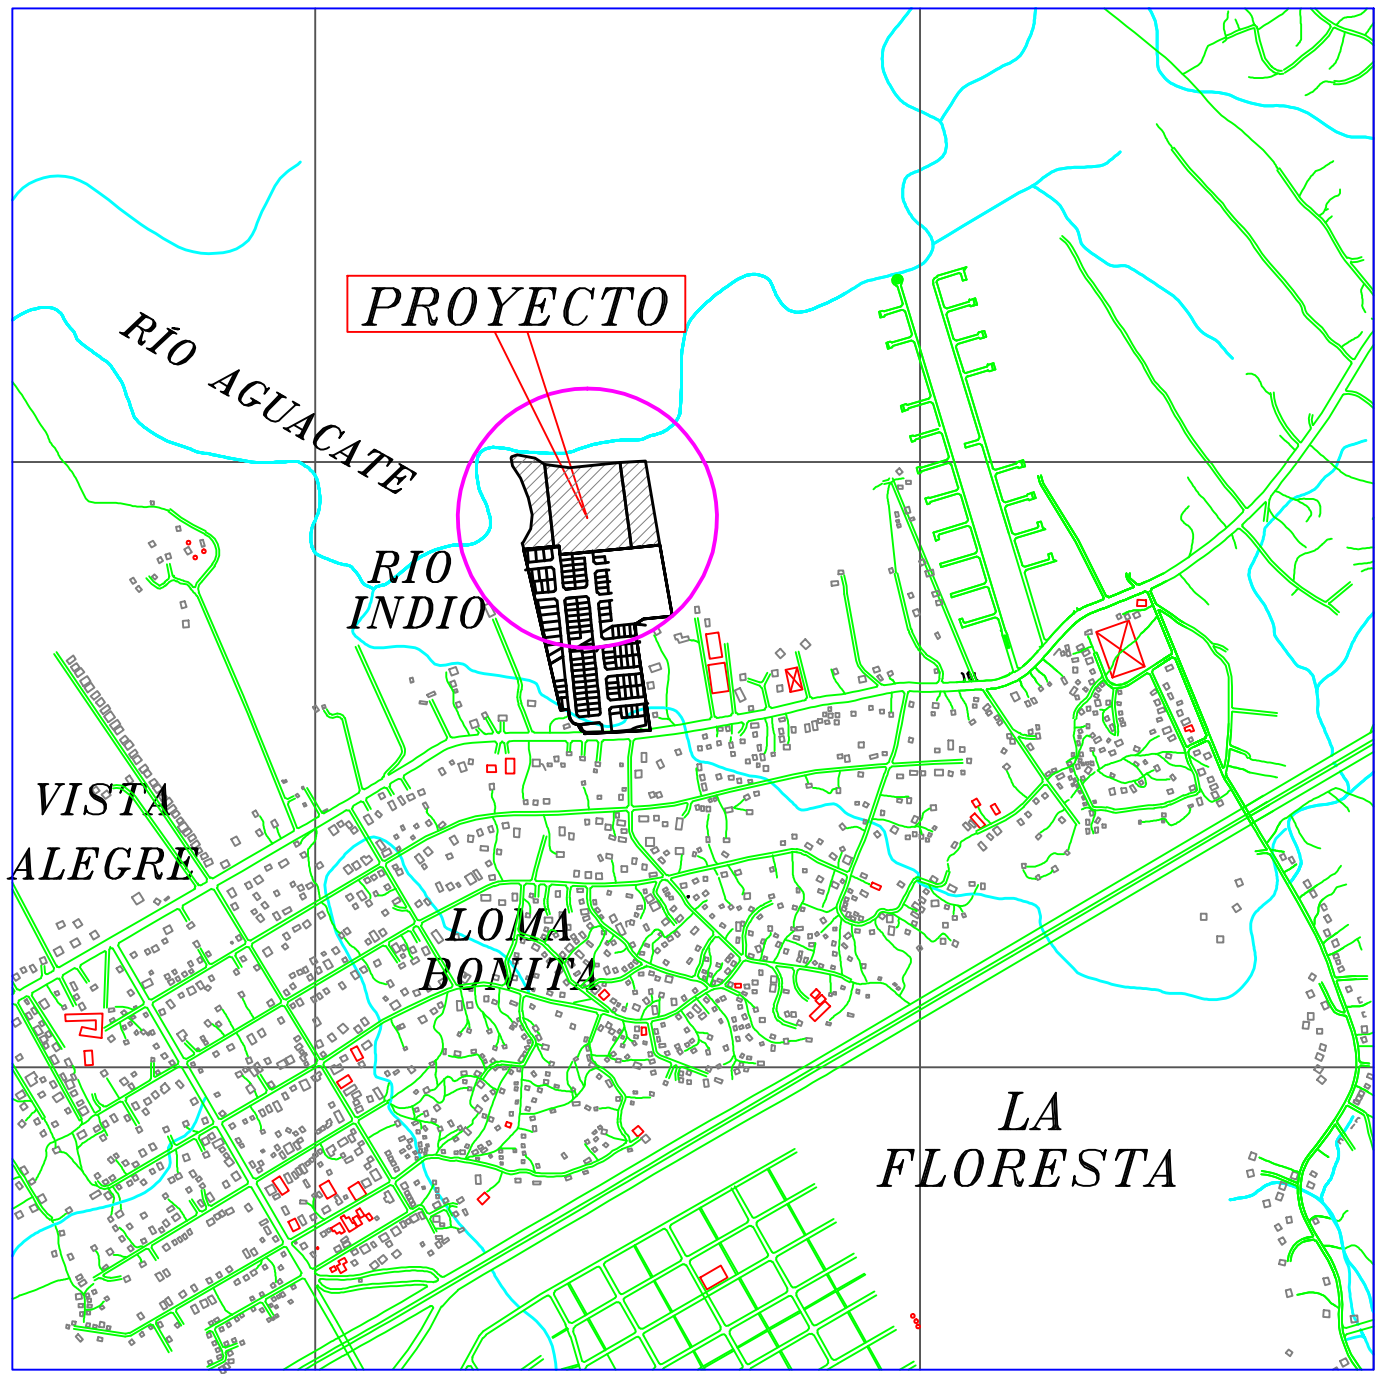 PROYECTO
RÍO AGUACATE
RIO
INDIO
VISTA
ALEGRE
LOMA
BONITA
LA
FLORESTA